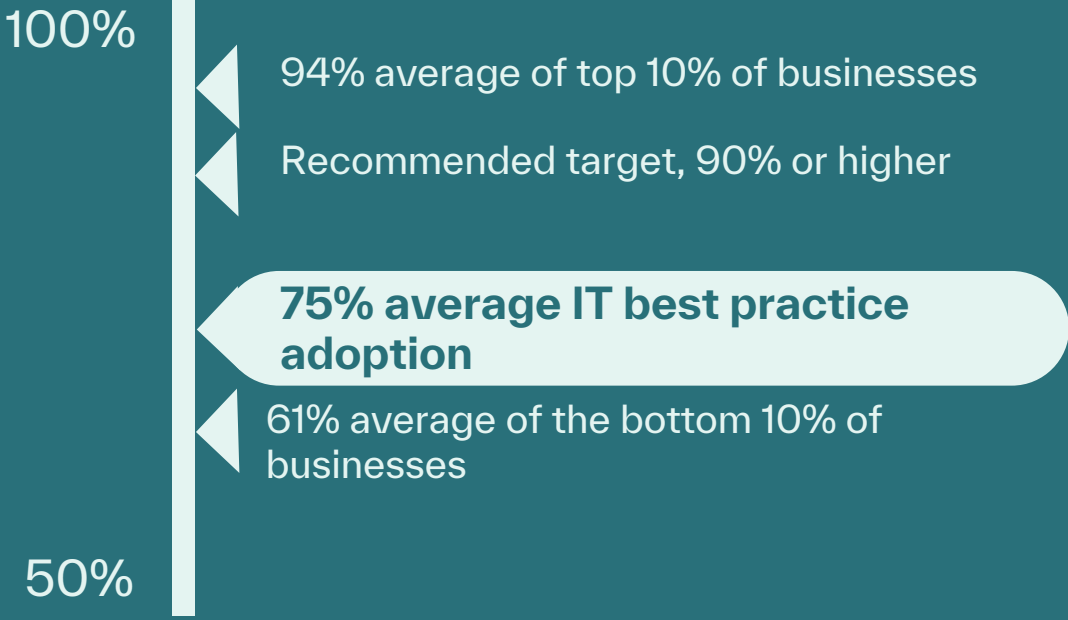 100%
94% average of top 10% of businesses
Recommended target, 90% or higher
75% average IT best practice
adoption
61% average of the bottom 10% of
businesses
50%